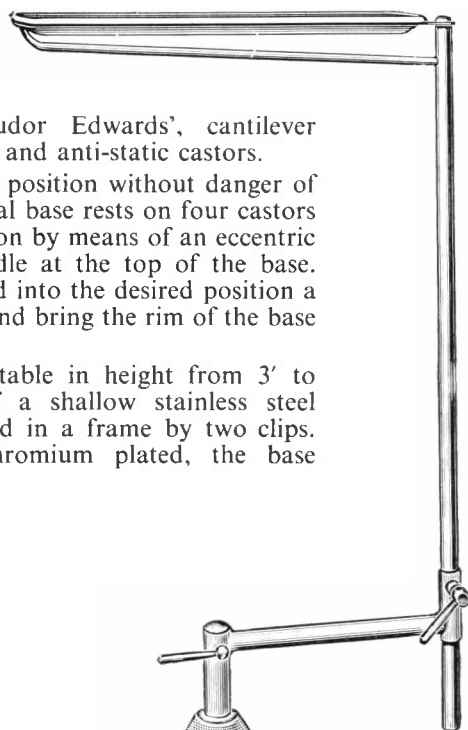 udor Edwards’, cantilever
and anti-static castors.
position without danger of
al base rests on four castors
on by means of an eccentric
dle at the top of the base.
d into the desired position a
nd bring the rim of the base
table in height from 3′ to
a shallow stainless steel
d in a frame by two clips.
romium plated, the base